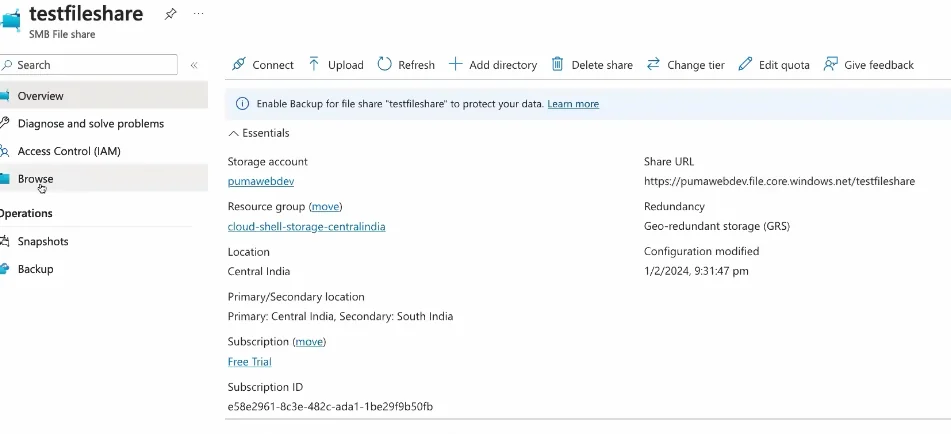 testfileshare
SMB File share
Search
Connect Upload Refresh Add directory Delete share Change tier Edit quota Give feedback
Overview
Diagnose and solve problems
Access Control (IAM)
Browse
Operations
Snapshots
Backup
Enable Backup for file share "testfileshare" to protect your data. Learn more
Essentials
Storage account
pumawebdev
Resource group (move)
cloud-shell-storage-centralindia
Location
Central India
Primary/Secondary location
Primary: Central India, Secondary: South India
Subscription (move)
Free Trial
Subscription ID
e58e2961-8c3e-482c-ada1-1be29f9b50fb
Share URL
https://pumawebdev.file.core.windows.net/testfileshare
Redundancy
Geo-redundant storage (GRS)
Configuration modified
1/2/2024, 9:31:47 pm